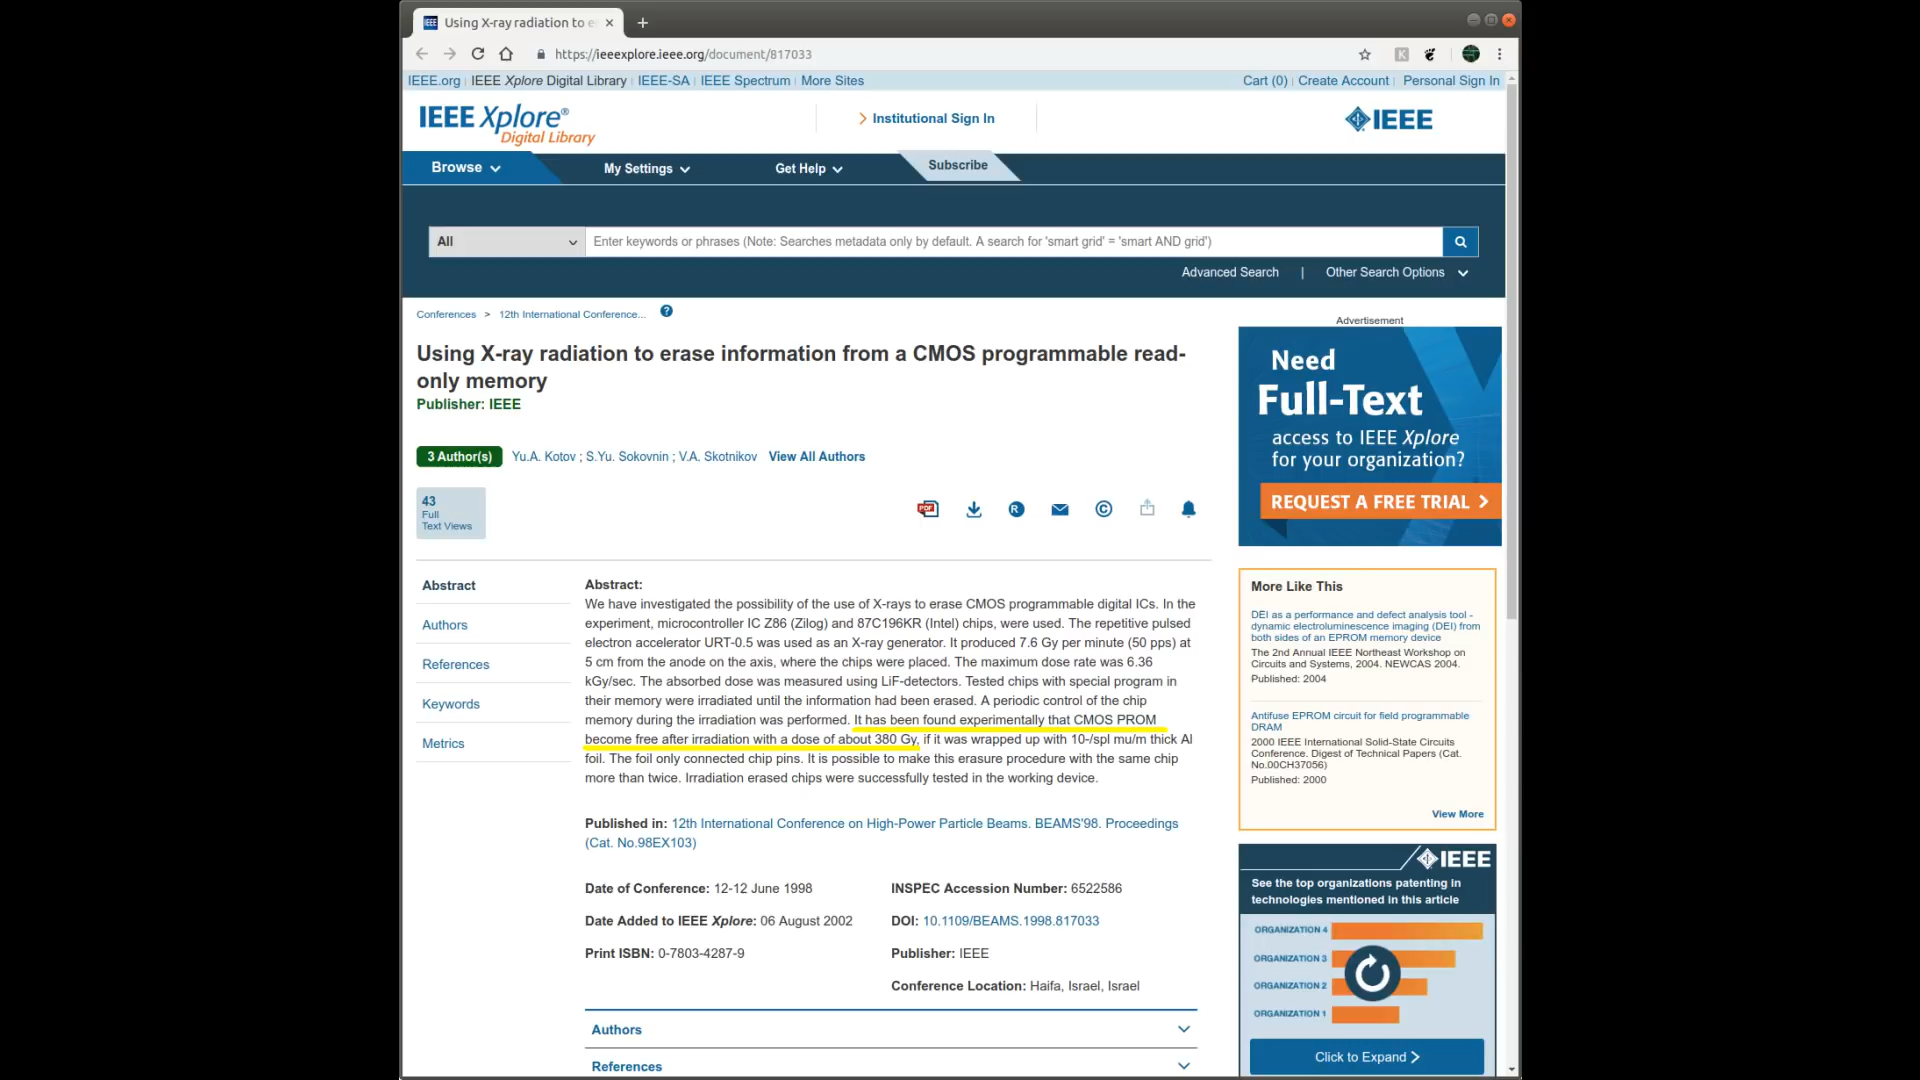 Using X-ray radiation to e
https://ieeexplore.ieee.org/document/817033
IEEE.org | IEEE Xplore Digital Library | IEEE-SA | IEEE Spectrum | More Sites
Cart (0) | Create Account | Personal Sign In
IEEE Xplore®
Digital Library
Institutional Sign In
IEEE
Browse
My Settings
Get Help
Subscribe
All
Enter keywords or phrases (Note: Searches metadata only by default. A search for 'smart grid' = 'smart AND grid')
Advanced Search | Other Search Options
Conferences > 12th International Conference... ?
Using X-ray radiation to erase information from a CMOS programmable read-
only memory
Publisher: IEEE
3 Author(s) Yu.A. Kotov ; S.Yu. Sokovnin ; V.A. Skotnikov View All Authors
43
Full
Text Views
PDF
R
©
Abstract
Authors
References
Keywords
Metrics
Abstract:
We have investigated the possibility of the use of X-rays to erase CMOS programmable digital ICs. In the
experiment, microcontroller IC Z86 (Zilog) and 87C196KR (Intel) chips, were used. The repetitive pulsed
electron accelerator URT-0.5 was used as an X-ray generator. It produced 7.6 Gy per minute (50 pps) at
5 cm from the anode on the axis, where the chips were placed. The maximum dose rate was 6.36
kGy/sec. The absorbed dose was measured using LiF-detectors. Tested chips with special program in
their memory were irradiated until the information had been erased. A periodic control of the chip
memory during the irradiation was performed. It has been found experimentally that CMOS PROM
become free after irradiation with a dose of about 380 Gy, if it was wrapped up with 10-/spl mu/m thick Al
foil. The foil only connected chip pins. It is possible to make this erasure procedure with the same chip
more than twice. Irradiation erased chips were successfully tested in the working device.
Published in: 12th International Conference on High-Power Particle Beams. BEAMS'98. Proceedings
(Cat. No.98EX103)
Date of Conference: 12-12 June 1998
INSPEC Accession Number: 6522586
Date Added to IEEE Xplore: 06 August 2002
DOI: 10.1109/BEAMS.1998.817033
Print ISBN: 0-7803-4287-9
Publisher: IEEE
Conference Location: Haifa, Israel, Israel
Authors
References
Advertisement
Need
Full-Text
access to IEEE Xplore
for your organization?
REQUEST A FREE TRIAL
More Like This
DEI as a performance and defect analysis tool -
dynamic electroluminescence imaging (DEI) from
both sides of an EPROM memory device
The 2nd Annual IEEE Northeast Workshop on
Circuits and Systems, 2004. NEWCAS 2004.
Published: 2004
Antifuse EPROM circuit for field programmable
DRAM
2000 IEEE International Solid-State Circuits
Conference. Digest of Technical Papers (Cat.
No.00CH37056)
Published: 2000
View More
IEEE
See the top organizations patenting in
technologies mentioned in this article
ORGANIZATION 4
ORGANIZATION 3
ORGANIZATION 2
ORGANIZATION 1
Click to Expand